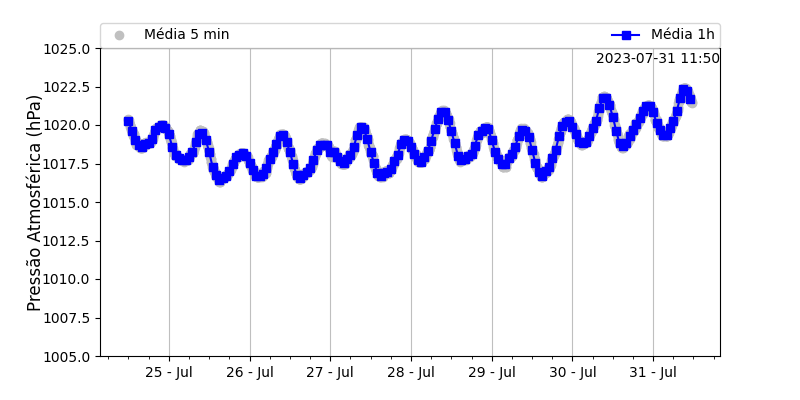 Média 5 min
Média 1h
2023-07-31 11:50
Pressão Atmosférica (hPa)
1025.0
1022.5
1020.0
1017.5
1015.0
1012.5
1010.0
1007.5
1005.0
25 - Jul
26 - Jul
27 - Jul
28 - Jul
29 - Jul
30 - Jul
31 - Jul